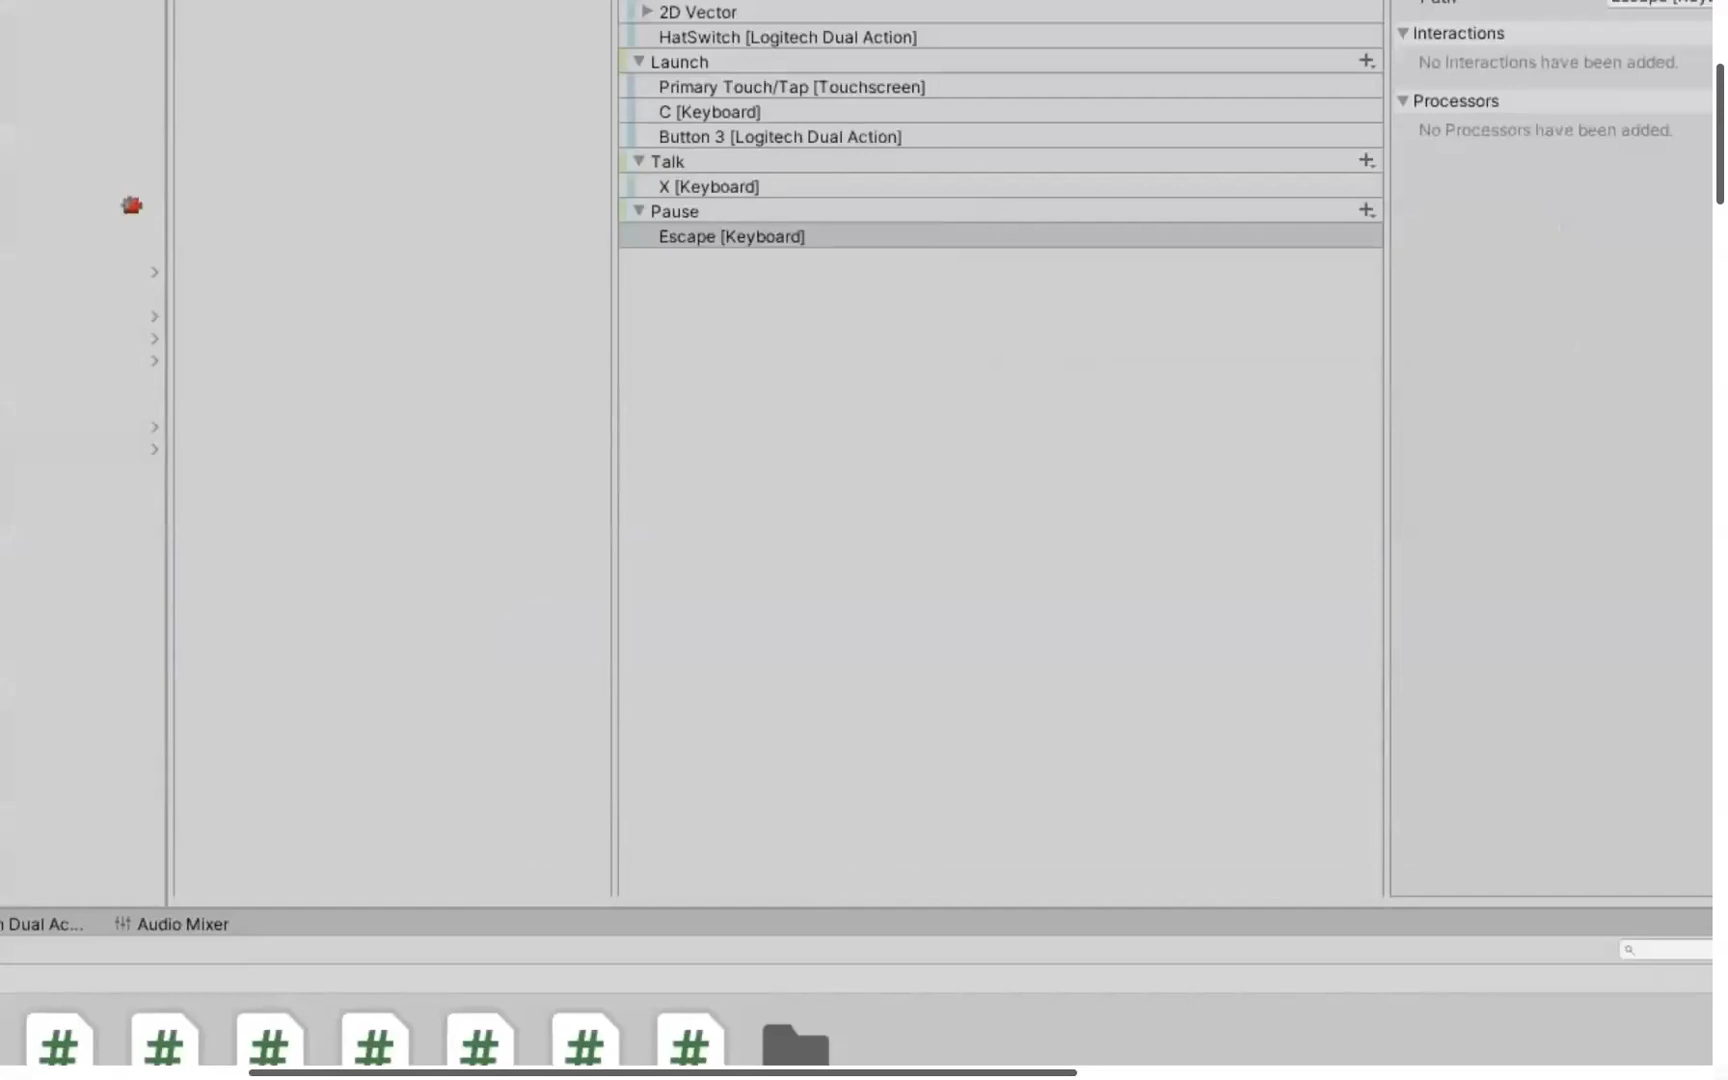 2D Vector
HatSwitch [Logitech Dual Action]
Launch
Primary Touch/Tap [Touchscreen]
C [Keyboard]
Button 3 [Logitech Dual Action]
Talk
X [Keyboard]
Pause
Escape [Keyboard]
Interactions
No Interactions have been added.
Processors
No Processors have been added.
Dual Ac...
Audio Mixer